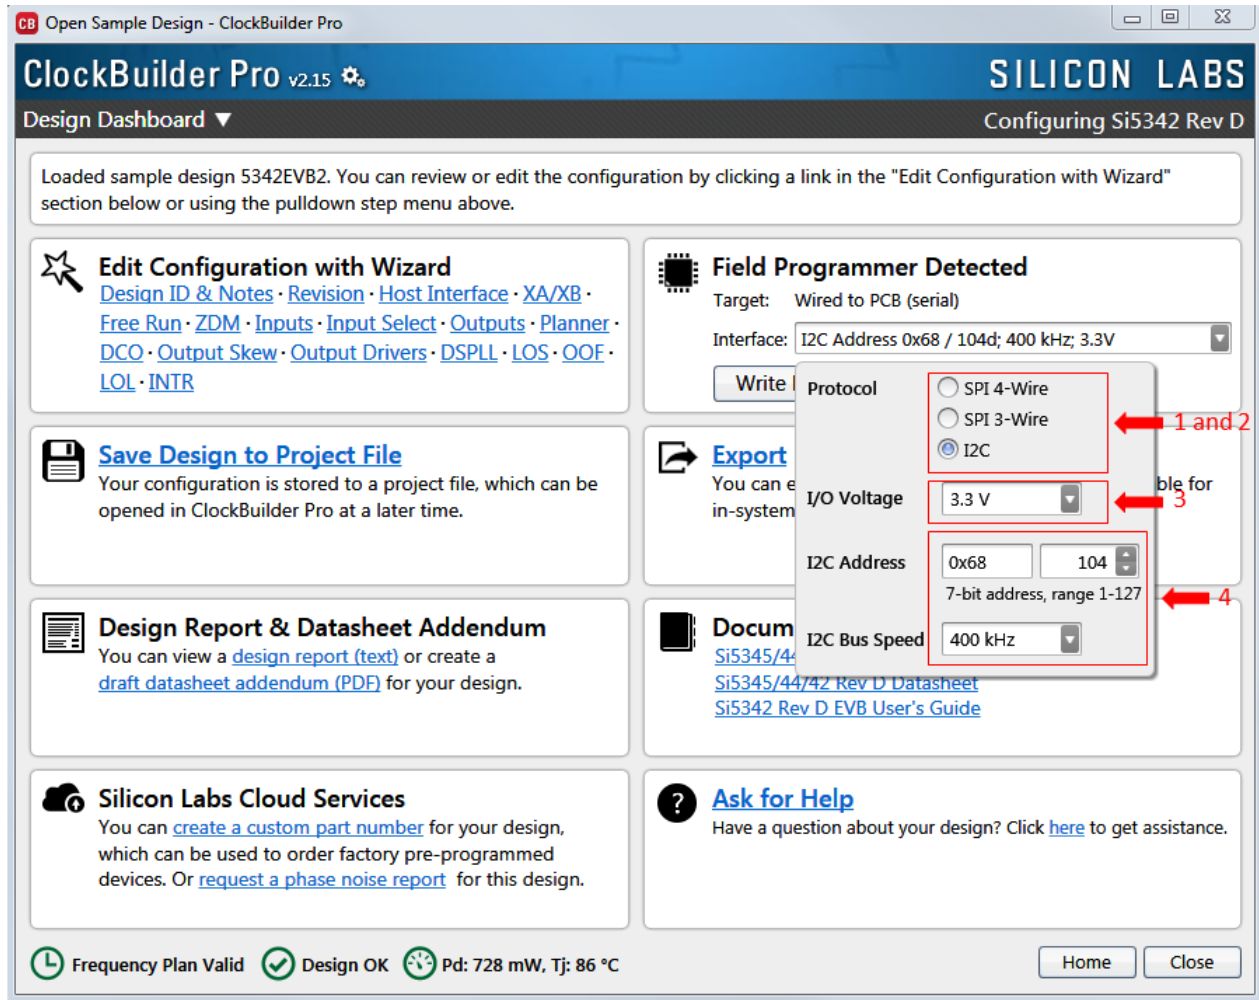 CB Open Sample Design - ClockBuilder Pro
ClockBuilder Pro v2.15
SILICON LABS
Design Dashboard ▼
Configuring Si5342 Rev D
Loaded sample design 5342EVB2. You can review or edit the configuration by clicking a link in the "Edit Configuration with Wizard"
section below or using the pulldown step menu above.
Edit Configuration with Wizard
Design ID & Notes · Revision · Host Interface · XA/XB ·
Free Run · ZDM · Inputs · Input Select · Outputs · Planner ·
DCO · Output Skew · Output Drivers · DSPLL · LOS · OOF ·
LOL · INTR
Field Programmer Detected
Target: Wired to PCB (serial)
Interface: I2C Address 0x68 / 104d; 400 kHz; 3.3V
Write
Protocol
SPI 4-Wire
SPI 3-Wire
I2C
1 and 2
I/O Voltage
3.3 V
3
I2C Address
0x68
104
7-bit address, range 1-127
4
I2C Bus Speed
400 kHz
Save Design to Project File
Your configuration is stored to a project file, which can be
opened in ClockBuilder Pro at a later time.
Export
You can e
ble for
in-system
Design Report & Datasheet Addendum
You can view a design report (text) or create a
draft datasheet addendum (PDF) for your design.
Docum
Si5345/44
Si5345/44/42 Rev D Datasheet
Si5342 Rev D EVB User's Guide
Silicon Labs Cloud Services
You can create a custom part number for your design,
which can be used to order factory pre-programmed
devices. Or request a phase noise report for this design.
Ask for Help
Have a question about your design? Click here to get assistance.
Frequency Plan Valid
Design OK
Pd: 728 mW, Tj: 86 °C
Home
Close